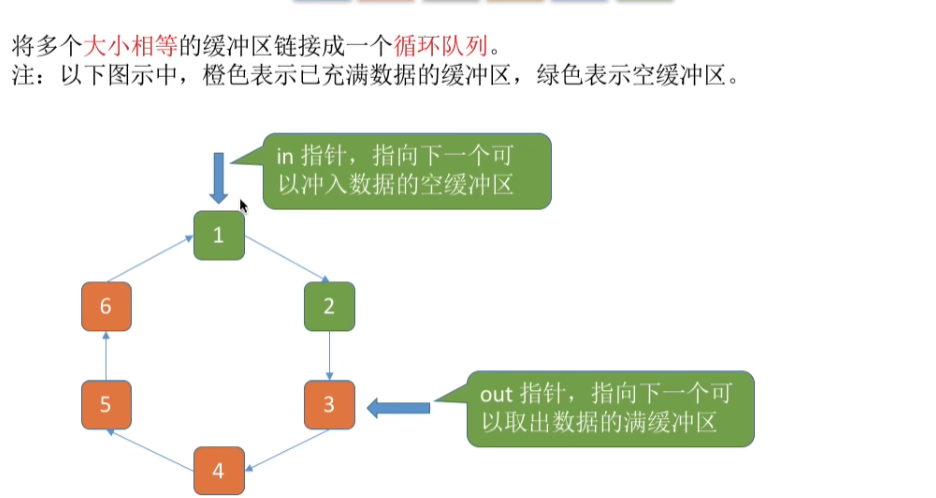 将多个大小相等的缓冲区链接成一个循环队列。
注：以下图示中，橙色表示已充满数据的缓冲区，绿色表示空缓冲区。
in 指针，指向下一个可
以冲入数据的空缓冲区
1
6
2
out 指针，指向下一个可
以取出数据的满缓冲区
5
3
4